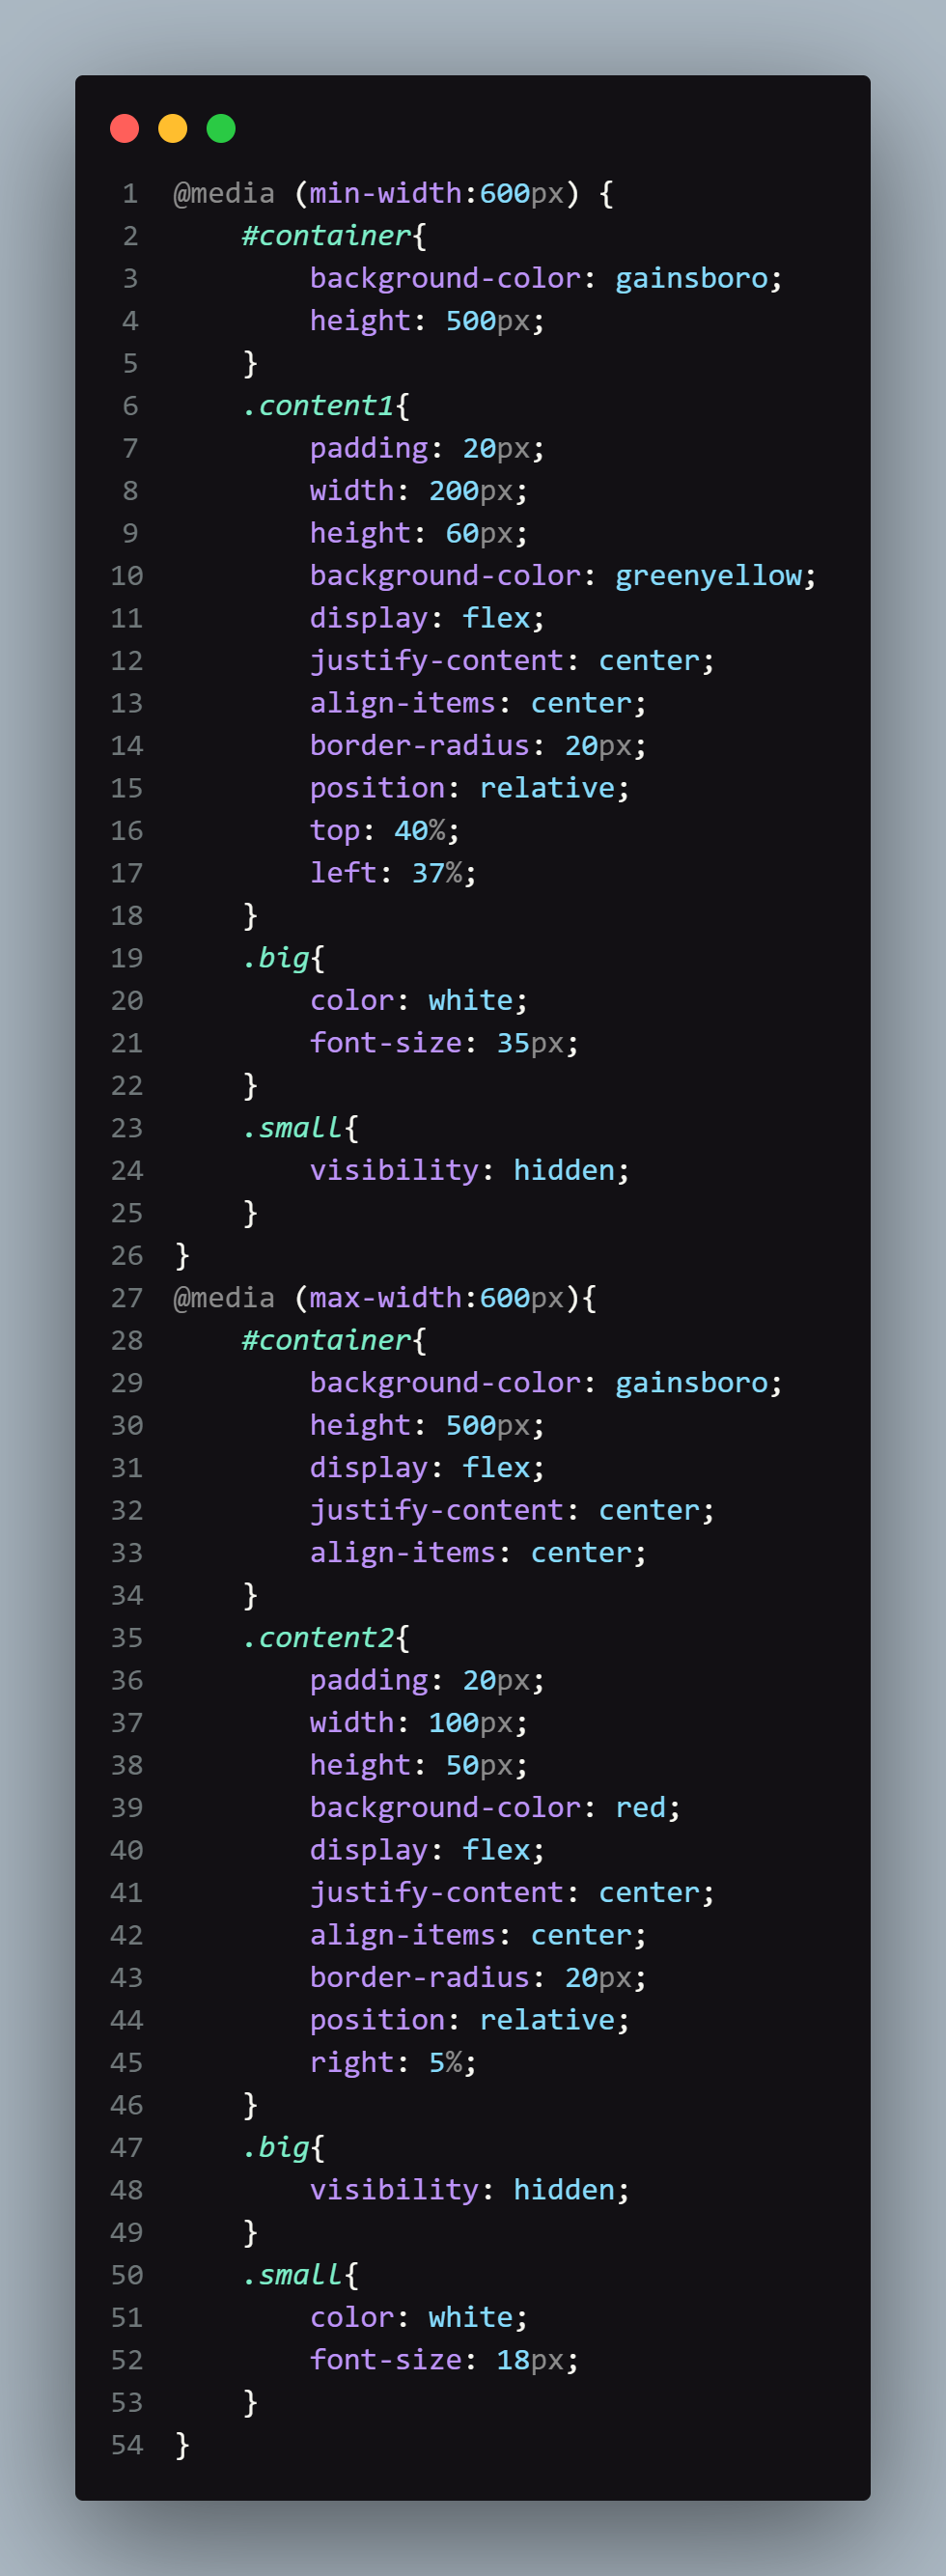 1 @media (min-width:600px) {
2     #container{
3         background-color: gainsboro;
4         height: 500px;
5     }
6     .content1{
7         padding: 20px;
8         width: 200px;
9         height: 60px;
10         background-color: greenyellow;
11         display: flex;
12         justify-content: center;
13         align-items: center;
14         border-radius: 20px;
15         position: relative;
16         top: 40%;
17         left: 37%;
18     }
19     .big{
20         color: white;
21         font-size: 35px;
22     }
23     .small{
24         visibility: hidden;
25     }
26 }
27 @media (max-width:600px){
28     #container{
29         background-color: gainsboro;
30         height: 500px;
31         display: flex;
32         justify-content: center;
33         align-items: center;
34     }
35     .content2{
36         padding: 20px;
37         width: 100px;
38         height: 50px;
39         background-color: red;
40         display: flex;
41         justify-content: center;
42         align-items: center;
43         border-radius: 20px;
44         position: relative;
45         right: 5%;
46     }
47     .big{
48         visibility: hidden;
49     }
50     .small{
51         color: white;
52         font-size: 18px;
53     }
54 }